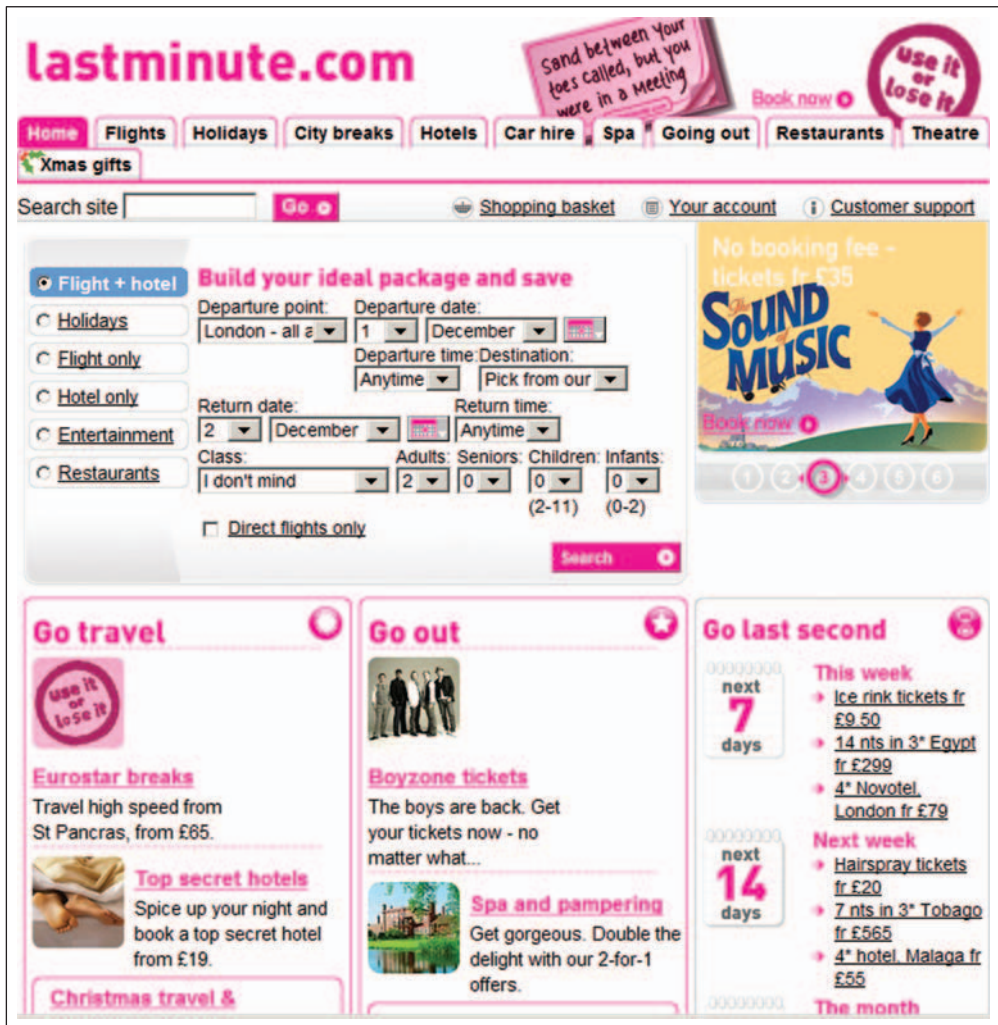 lastminute.com
Sand between Your
toes called, but you
were in a Meeting
Book now
use it
or
lose it
Home Flights Holidays City breaks Hotels Car hire Spa Going out Restaurants Theatre
Xmas gifts
Search site Go Shopping basket Your account Customer support
Flight + hotel
Holidays
Flight only
Hotel only
Entertainment
Restaurants
Build your ideal package and save
Departure point: Departure date:
London - all a 1 December
Departure time: Destination:
Anytime Pick from our
Return date: Return time:
2 December Anytime
Class: Adults: Seniors: Children: Infants:
I don't mind 2 0 0 0
(2-11) (0-2)
Direct flights only
Search
No booking fee -
tickets fr £35
The
SOUND
of
MUSIC
Book now
1 2 3 4 5 6
Go travel
use it
or
lose it
Eurostar breaks
Travel high speed from
St Pancras, from £65.
Top secret hotels
Spice up your night and
book a top secret hotel
from £19.
Christmas travel &
Go out
Boyzone tickets
The boys are back. Get
your tickets now - no
matter what...
Spa and pampering
Get gorgeous. Double the
delight with our 2-for-1
offers.
Go last second
next
7
days
This week
Ice rink tickets fr
£9.50
14 nts in 3* Egypt
fr £299
4* Novotel,
London fr £79
next
14
days
Next week
Hairspray tickets
fr £20
7 nts in 3* Tobago
fr £565
4* hotel, Malaga fr
£55
The month